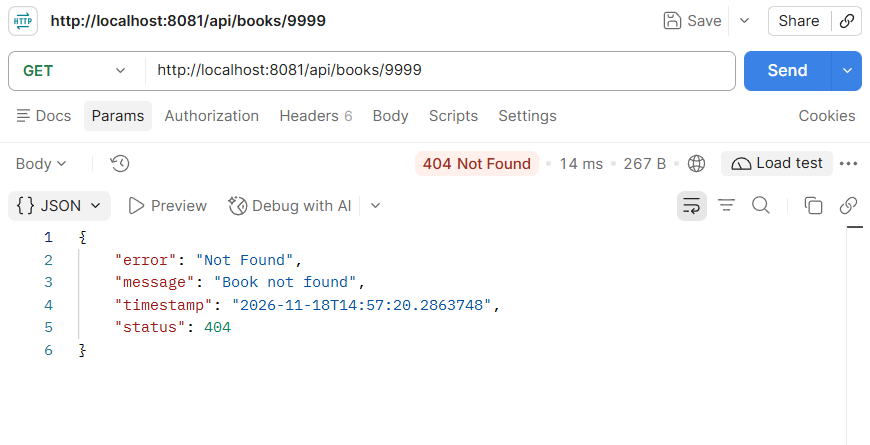 HTTP http://localhost:8081/api/books/9999 Save Share
GET http://localhost:8081/api/books/9999 Send
Docs Params Authorization Headers 6 Body Scripts Settings Cookies
Body 404 Not Found • 14 ms • 267 B • Load test
{} JSON Preview Debug with AI
1 {
2 "error": "Not Found",
3 "message": "Book not found",
4 "timestamp": "2026-11-18T14:57:20.2863748",
5 "status": 404
6 }